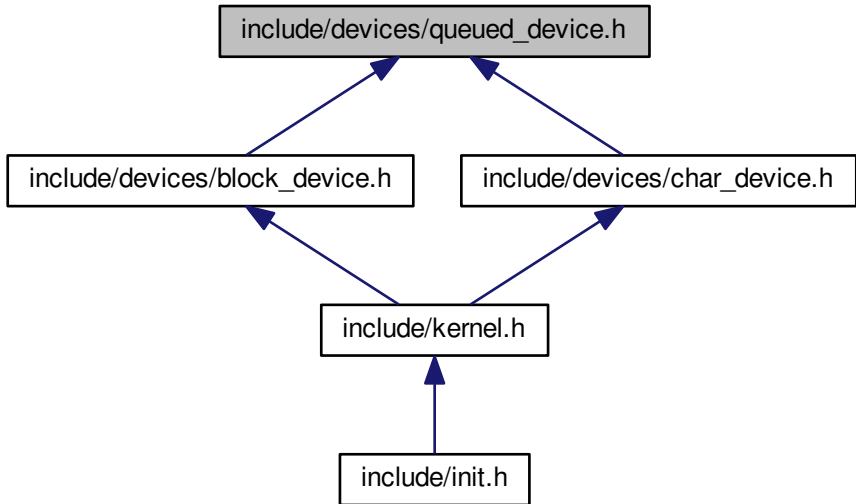 include/devices/queued_device.h
include/devices/block_device.h
include/devices/char_device.h
include/kernel.h
include/init.h